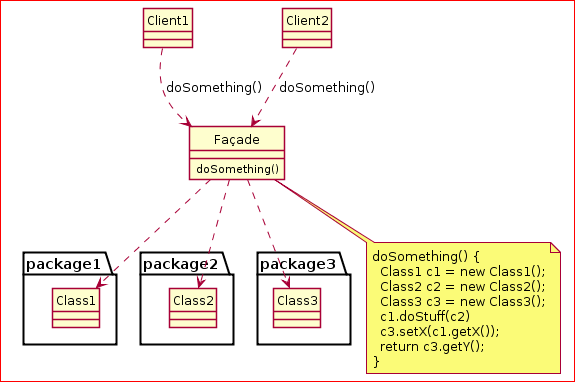 Client1
Client2
doSomething()
doSomething()
Façade
doSomething()
package1
package2
package3
Class1
Class2
Class3
doSomething() {
  Class1 c1 = new Class1();
  Class2 c2 = new Class2();
  Class3 c3 = new Class3();
  c1.doStuff(c2)
  c3.setX(c1.getX());
  return c3.getY();
}